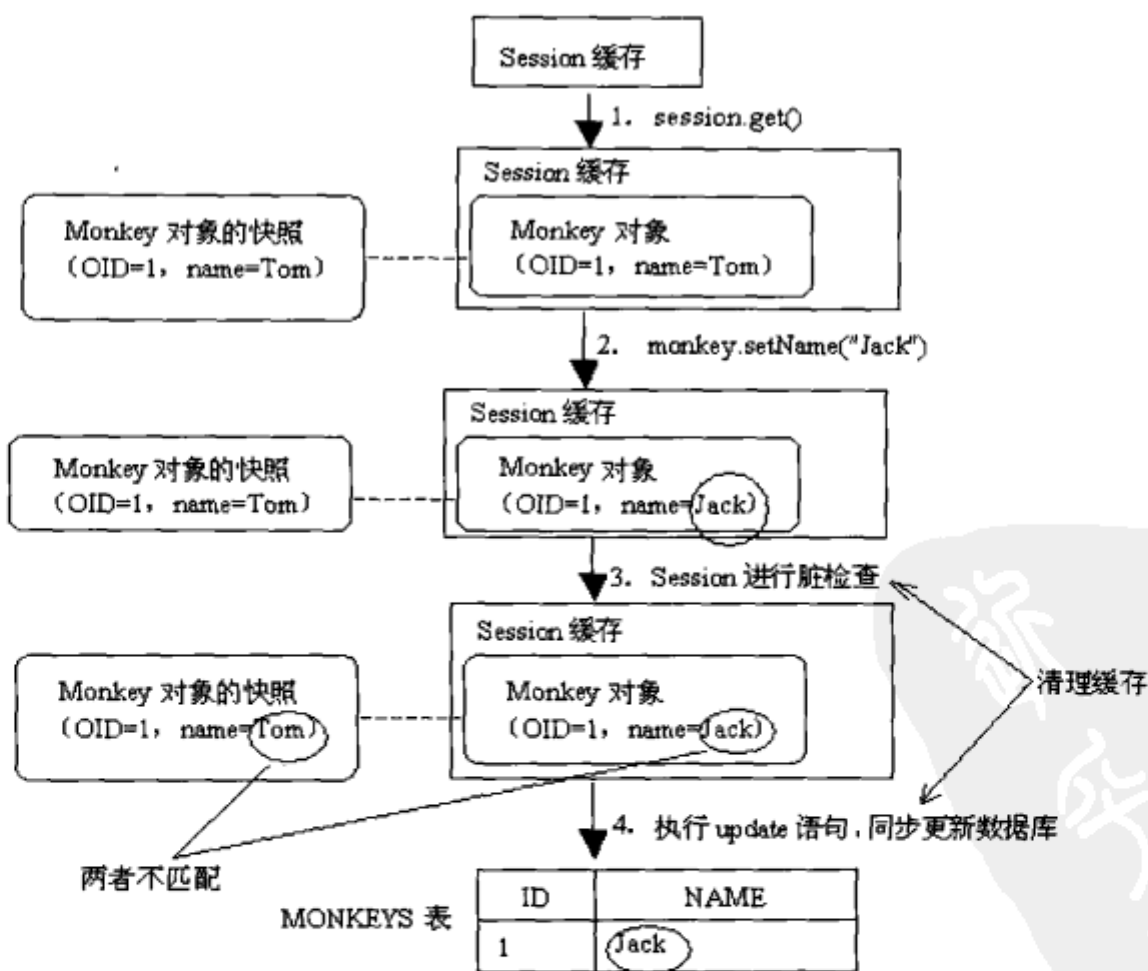 Session 缓存
1. session.get()
Session 缓存
Monkey 对象的快照
(OID=1, name=Tom)
Monkey 对象
(OID=1, name=Tom)
2. monkey.setName("Jack")
Session 缓存
Monkey 对象的快照
(OID=1, name=Tom)
Monkey 对象
(OID=1, name=Jack)
3. Session 进行脏检查
Session 缓存
Monkey 对象的快照
(OID=1, name=Tom)
Monkey 对象
(OID=1, name=Jack)
清理缓存
4. 执行 update 语句,同步更新数据库
两者不匹配
MONKEYS 表
ID NAME
1 Jack